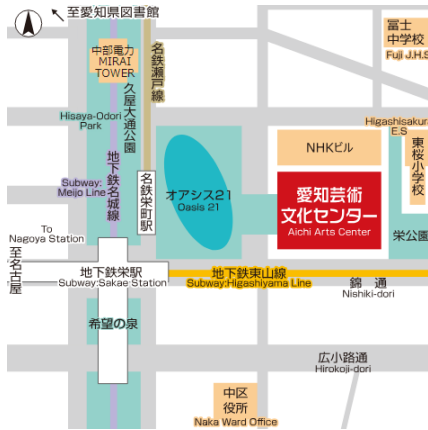 至愛知県図書館
中部電力
MIRAI
TOWER
名鉄瀬戸線
冨士
中学校
Fuji J.H.S
Hisaya-Odori
Park
久屋大通公園
Higashisakura
E.S
東桜小学校
NHKビル
地下鉄名城線
Subway:
Meijo Line
名鉄栄町駅
オアシス21
Oasis 21
愛知芸術
文化センター
Aichi Arts Center
栄公園
To
Nagoya Station
至名古屋
地下鉄栄駅
Subway:Sakae Station
地下鉄東山線
Subway:Higashiyama Line
錦通
Nishiki-dori
希望の泉
広小路通
Hirokoji-dori
中区
役所
Naka Ward Office